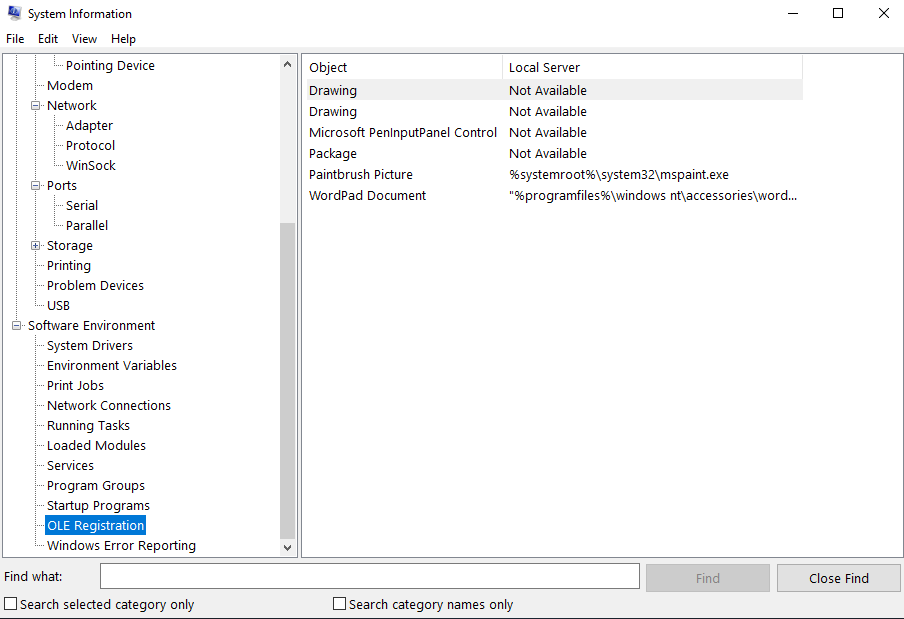 System Information
File Edit View Help
Pointing Device
Modem
Network
Adapter
Protocol
WinSock
Ports
Serial
Parallel
Storage
Printing
Problem Devices
USB
Software Environment
System Drivers
Environment Variables
Print Jobs
Network Connections
Running Tasks
Loaded Modules
Services
Program Groups
Startup Programs
OLE Registration
Windows Error Reporting
Object Local Server
Drawing Not Available
Drawing Not Available
Microsoft PenInputPanel Control Not Available
Package Not Available
Paintbrush Picture %systemroot%\system32\mspaint.exe
WordPad Document "%programfiles%\windows nt\accessories\word...
Find what: Find Close Find
Search selected category only Search category names only